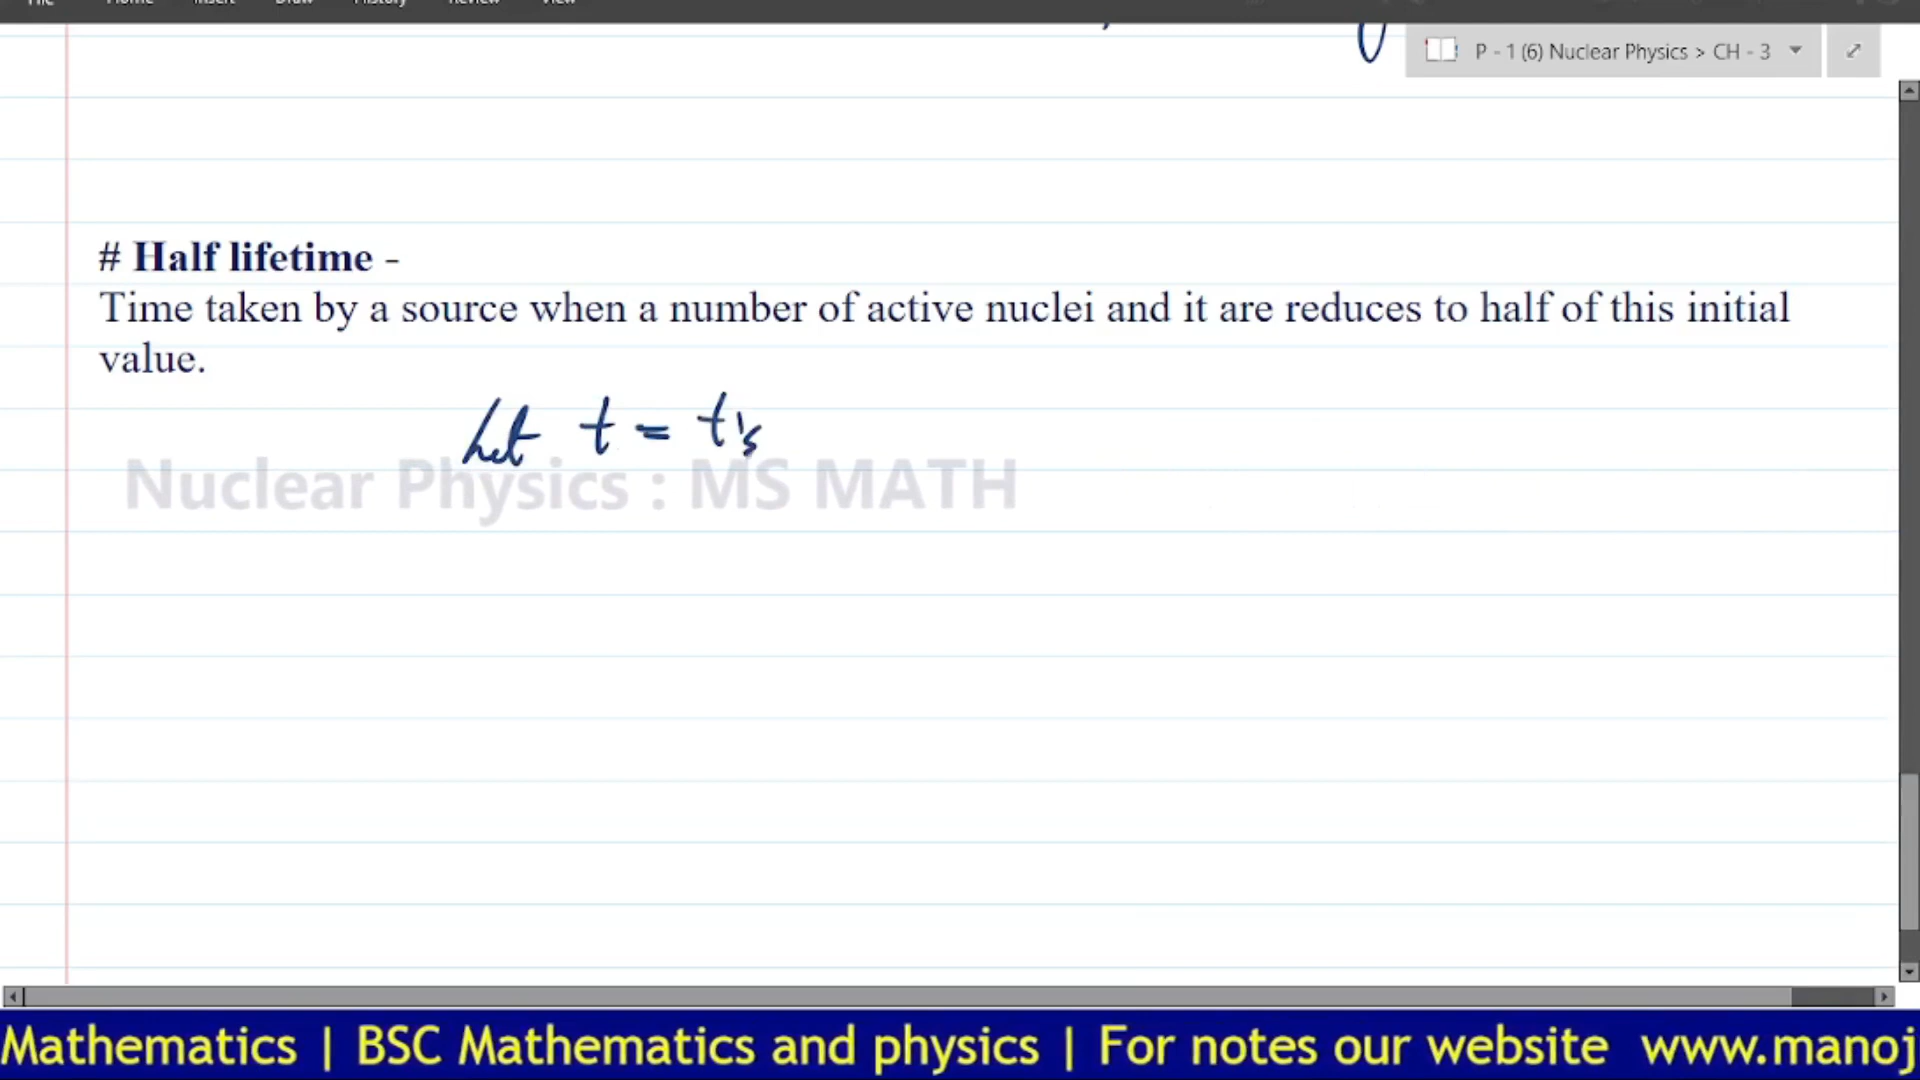 P - 1 (6) Nuclear Physics > CH - 3
# Half lifetime -
Time taken by a source when a number of active nuclei and it are reduces to half of this initial
value.
Let t = t's
Nuclear Physics : MS MATH
Mathematics | BSC Mathematics and physics | For notes our website www.manoj